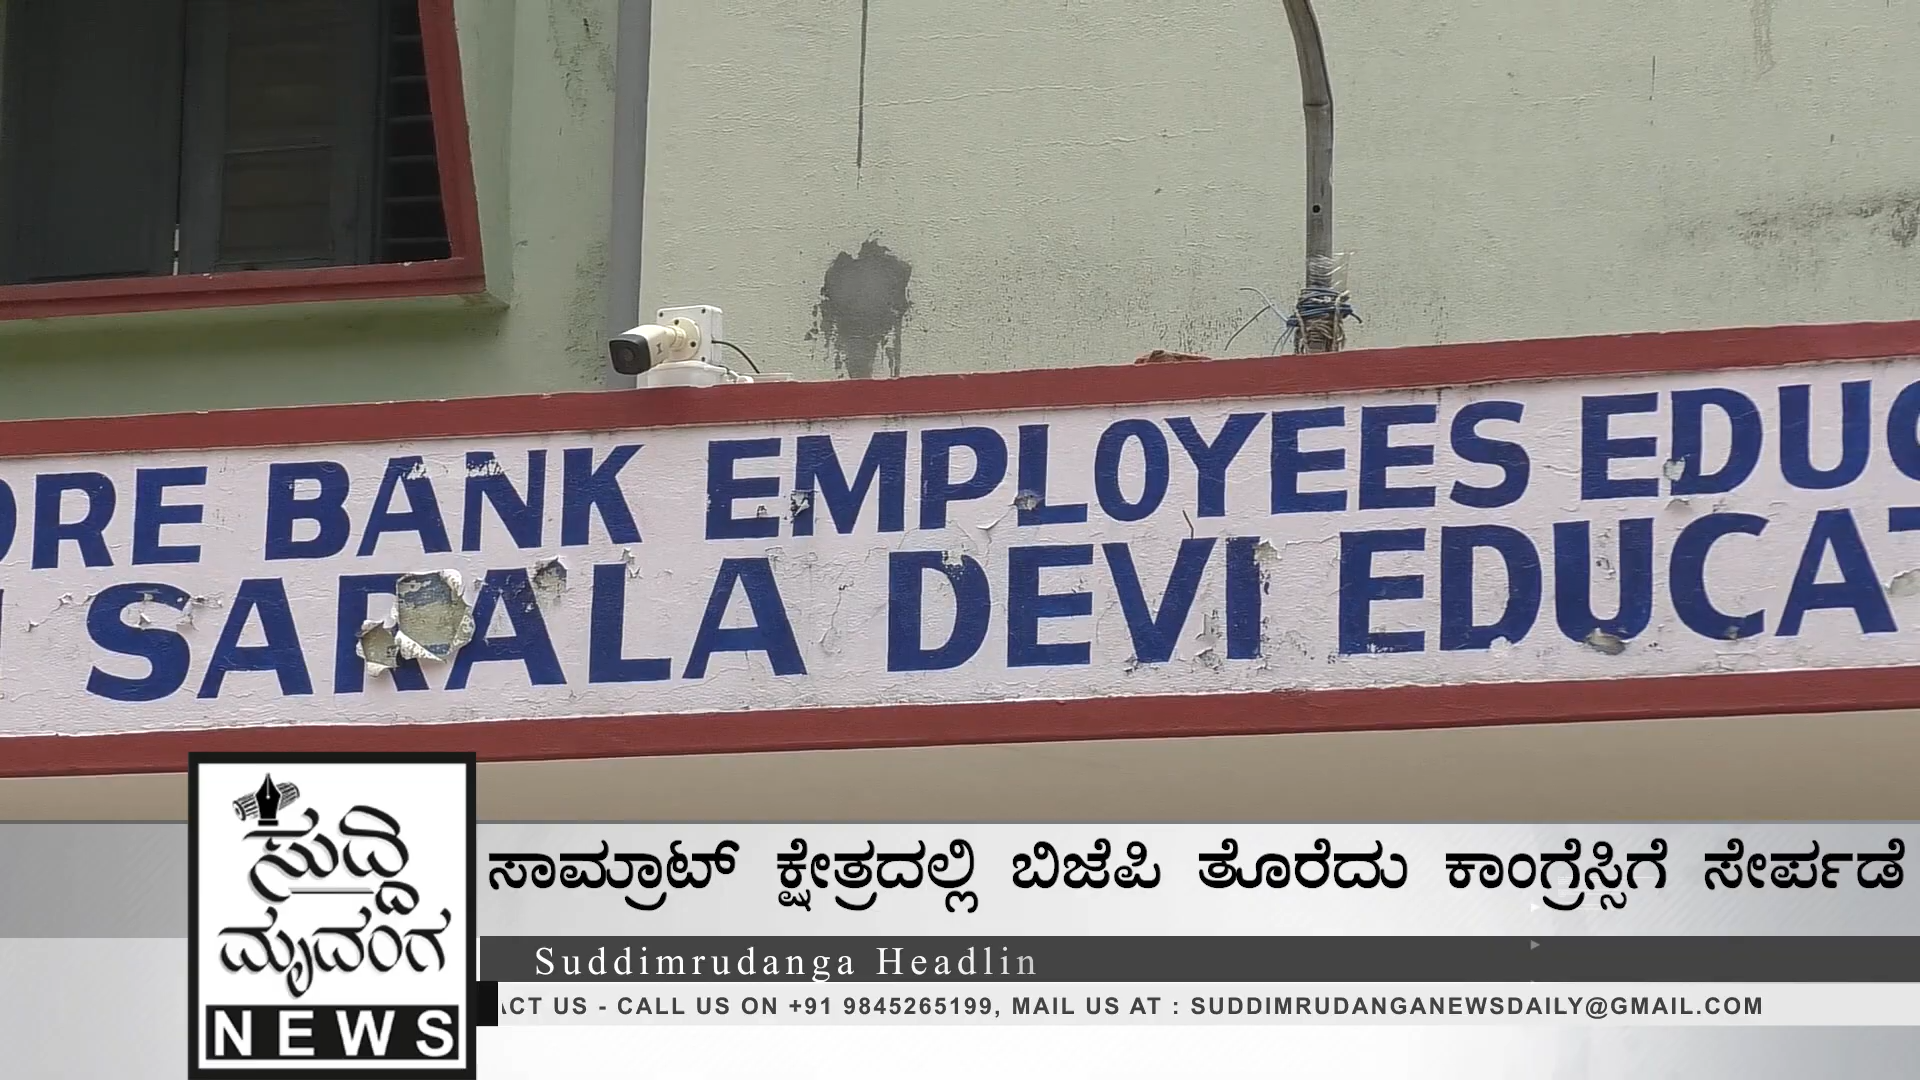 ORE BANK EMPLOYEES EDUC
SARALA DEVI EDUCAT
ಸುದ್ದಿ
ಮೃದಂಗ
NEWS
ಸಾಮ್ರಾಟ್ ಕ್ಷೇತ್ರದಲ್ಲಿ ಬಿಜೆಪಿ ತೊರೆದು ಕಾಂಗ್ರೆಸ್ಸಿಗೆ ಸೇರ್ಪಡೆ
Suddimrudanga Headlin
ACT US - CALL US ON +91 9845265199, MAIL US AT : SUDDIMRUDANGANEWSDAILY@GMAIL.COM